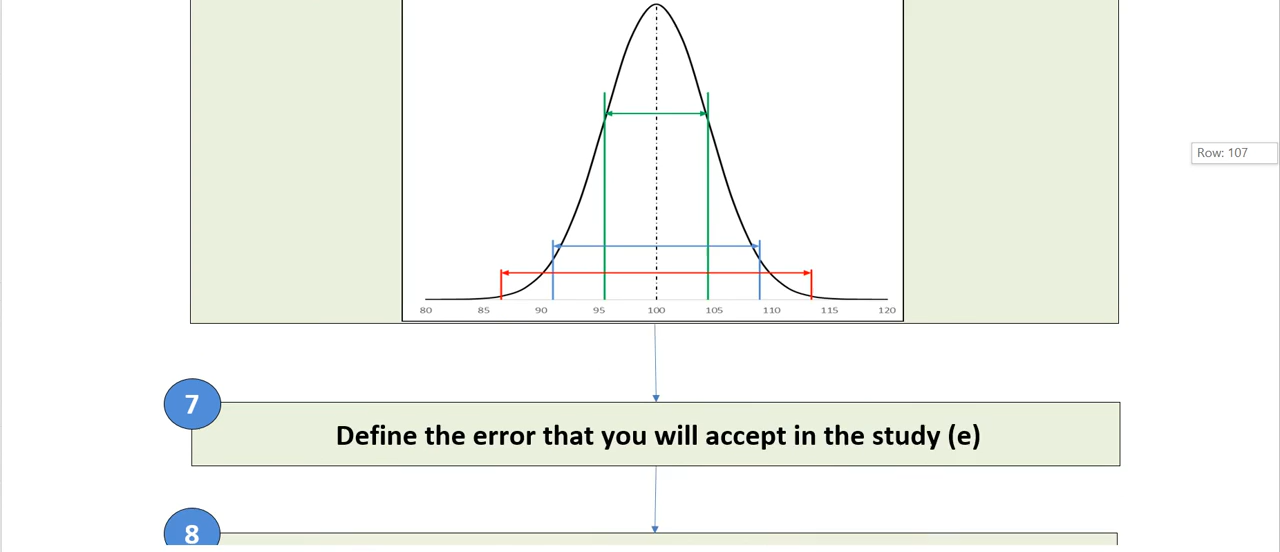 Row: 107
80 85 90 95 100 105 110 115 120
7
Define the error that you will accept in the study (e)
8